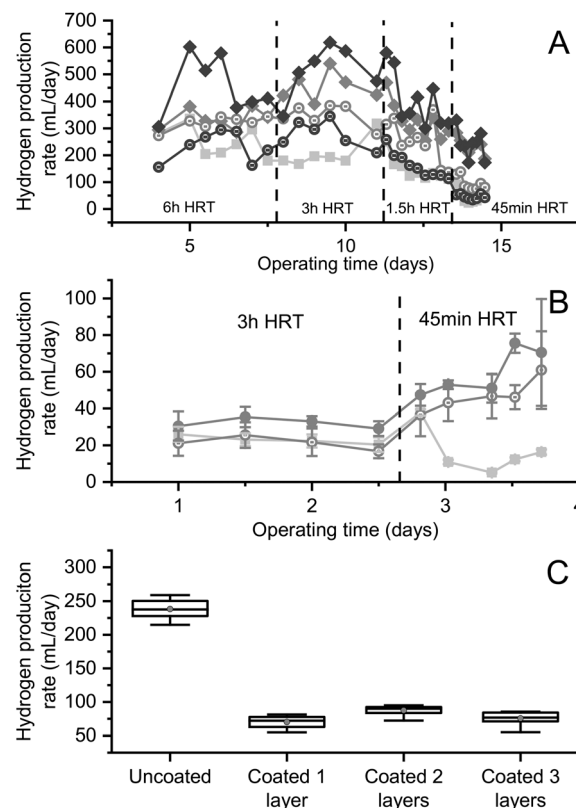 700
600
500
400
300
200
100
0
Hydrogen production
rate (mL/day)
A
6h HRT
3h HRT
1.5h HRT
45min HRT
5
10
15
Operating time (days)
100
80
60
40
20
0
Hydrogen production
rate (mL/day)
B
3h HRT
45min HRT
1
2
3
4
Operating time (days)
250
200
150
100
50
Hydrogen produciton
rate (mL/day)
C
Uncoated
Coated 1
layer
Coated 2
layers
Coated 3
layers